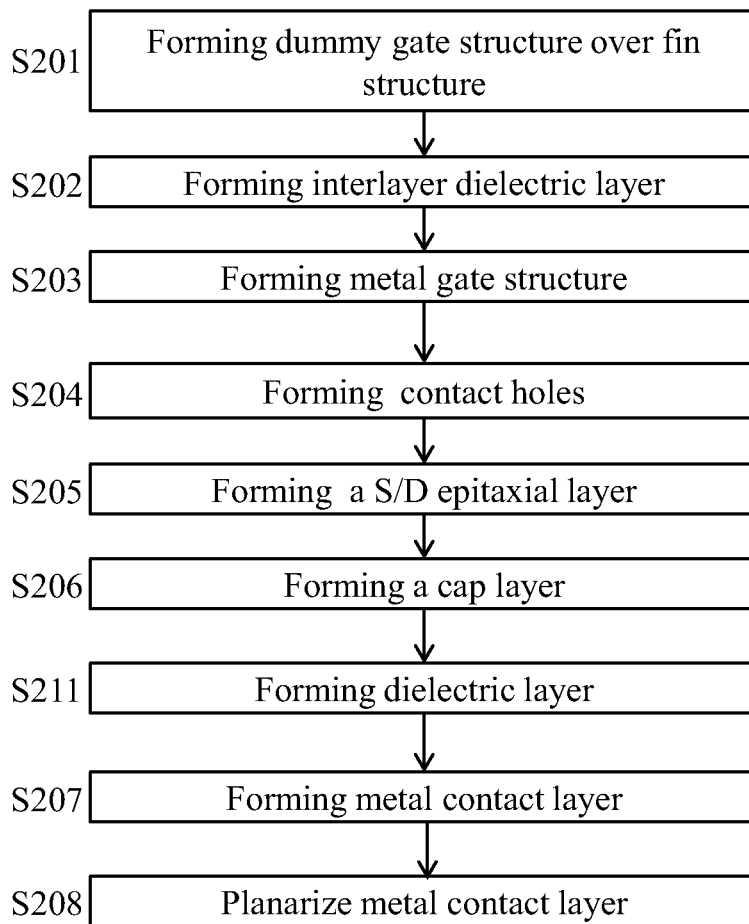 S201
Forming dummy gate structure over fin
structure
S202
Forming interlayer dielectric layer
S203
Forming metal gate structure
S204
Forming contact holes
S205
Forming a S/D epitaxial layer
S206
Forming a cap layer
S211
Forming dielectric layer
S207
Forming metal contact layer
S208
Planarize metal contact layer